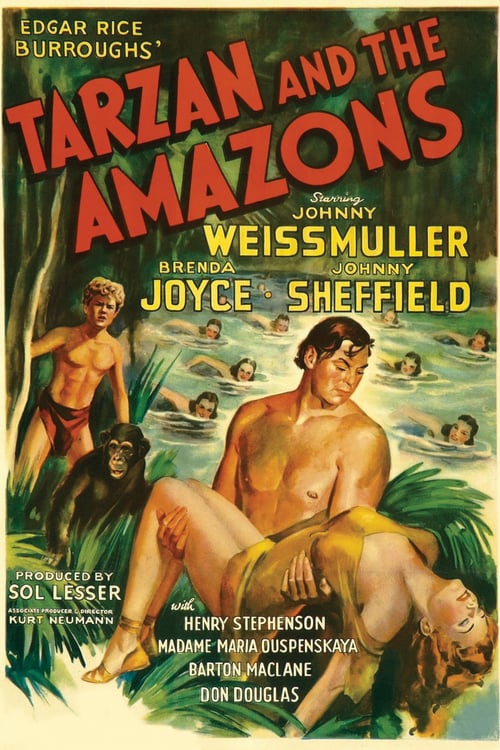 EDGAR RICE
BURROUGHS'
TARZAN AND THE
AMAZONS
Starring
JOHNNY
WEISSMULLER
BRENDA JOHNNY
JOYCE · SHEFFIELD
PRODUCED BY
SOL LESSER
ASSOCIATE PRODUCER & DIRECTOR
KURT NEUMANN
with
HENRY STEPHENSON
MADAME MARIA OUSPENSKAYA
BARTON MACLANE
DON DOUGLAS